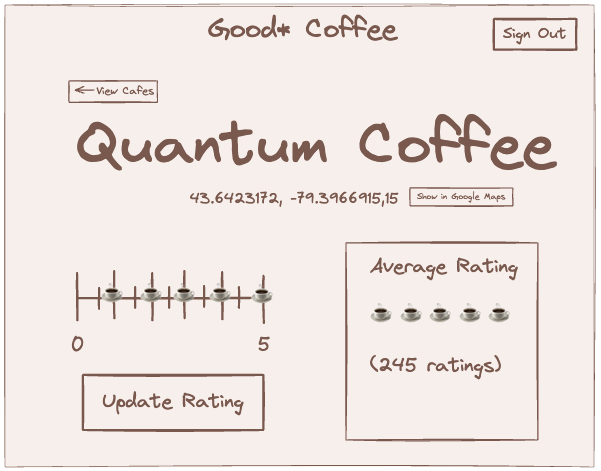 Good* Coffee
Sign Out
←View Cafes
Quantum Coffee
43.6423172, -79.3966915,15
Show in Google Maps
0
5
Update Rating
Average Rating
(245 ratings)